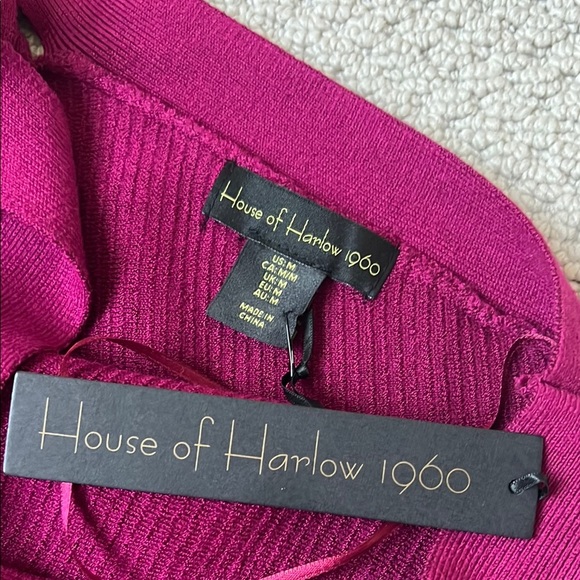 House of Harlow 1960
US: M
CA: M/M
UK: M
EU: M
AU: M
MADE IN
CHINA
House of Harlow 1960